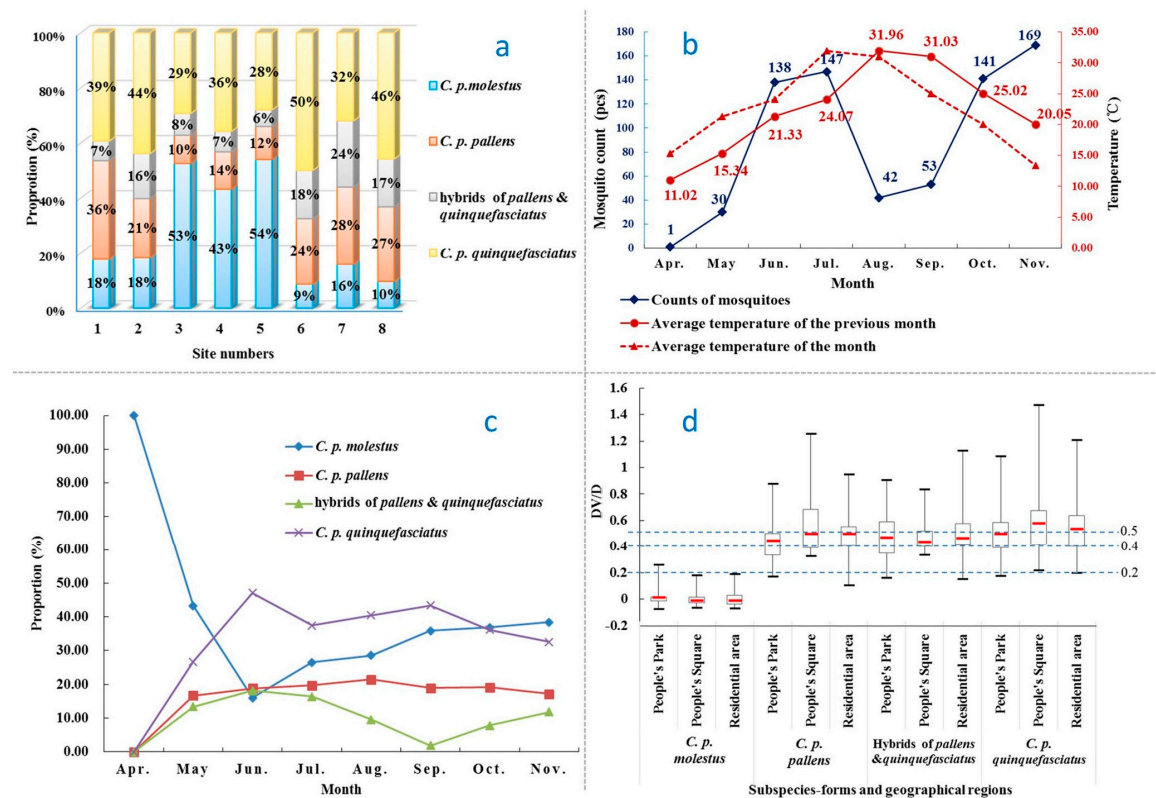 a
100%
80%
60%
40%
20%
0%
Proportion (%)
39%
44%
29%
36%
28%
50%
32%
46%
7%
16%
8%
7%
6%
18%
24%
17%
36%
21%
10%
14%
12%
24%
28%
27%
18%
18%
53%
43%
54%
9%
16%
10%
1 2 3 4 5 6 7 8
Site numbers
C. p.molestus
C. p. pallens
hybrids of pallens &
quinquefasciatus
C. p. quinquefasciatus
b
180
160
140
120
100
80
60
40
20
0
Mosquito count (pcs)
1
30
138
147
42
53
141
169
11.02
15.34
21.33
24.07
31.96
31.03
25.02
20.05
35.00
30.00
25.00
20.00
15.00
10.00
5.00
0.00
Temperature (℃)
Apr. May Jun. Jul. Aug. Sep. Oct. Nov.
Month
Counts of mosquitoes
Average temperature of the previous month
Average temperature of the month
c
100.00
90.00
80.00
70.00
60.00
50.00
40.00
30.00
20.00
10.00
0.00
Proportion (%)
C. p. molestus
C. p. pallens
hybrids of pallens & quinquefasciatus
C. p. quinquefasciatus
Apr. May Jun. Jul. Aug. Sep. Oct. Nov.
Month
d
1.6
1.4
1.2
1
0.8
0.6
0.4
0.2
0
-0.2
DV/D
0.5
0.4
0.2
People's Park
People's Square
Residential area
People's Park
People's Square
Residential area
People's Park
People's Square
Residential area
People's Park
People's Square
Residential area
C. p.
molestus
C. p.
pallens
Hybrids of pallens
&quinquefasciatus
C. p.
quinquefasciatus
Subspecies-forms and geographical regions